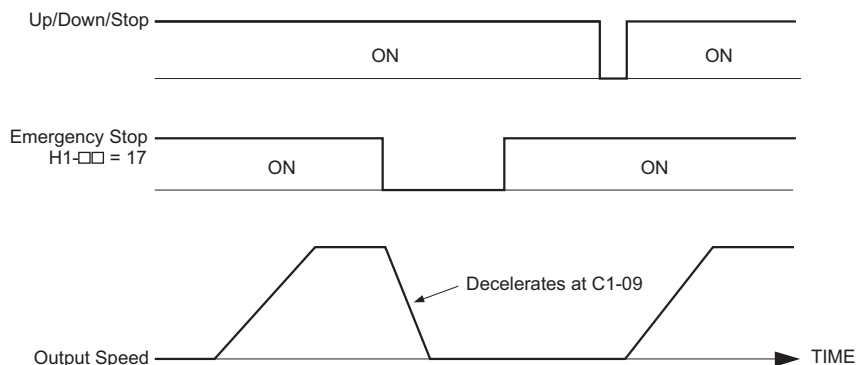 Up/Down/Stop
ON
ON
Emergency Stop
H1-□□ = 17
ON
ON
Decelerates at C1-09
Output Speed
TIME